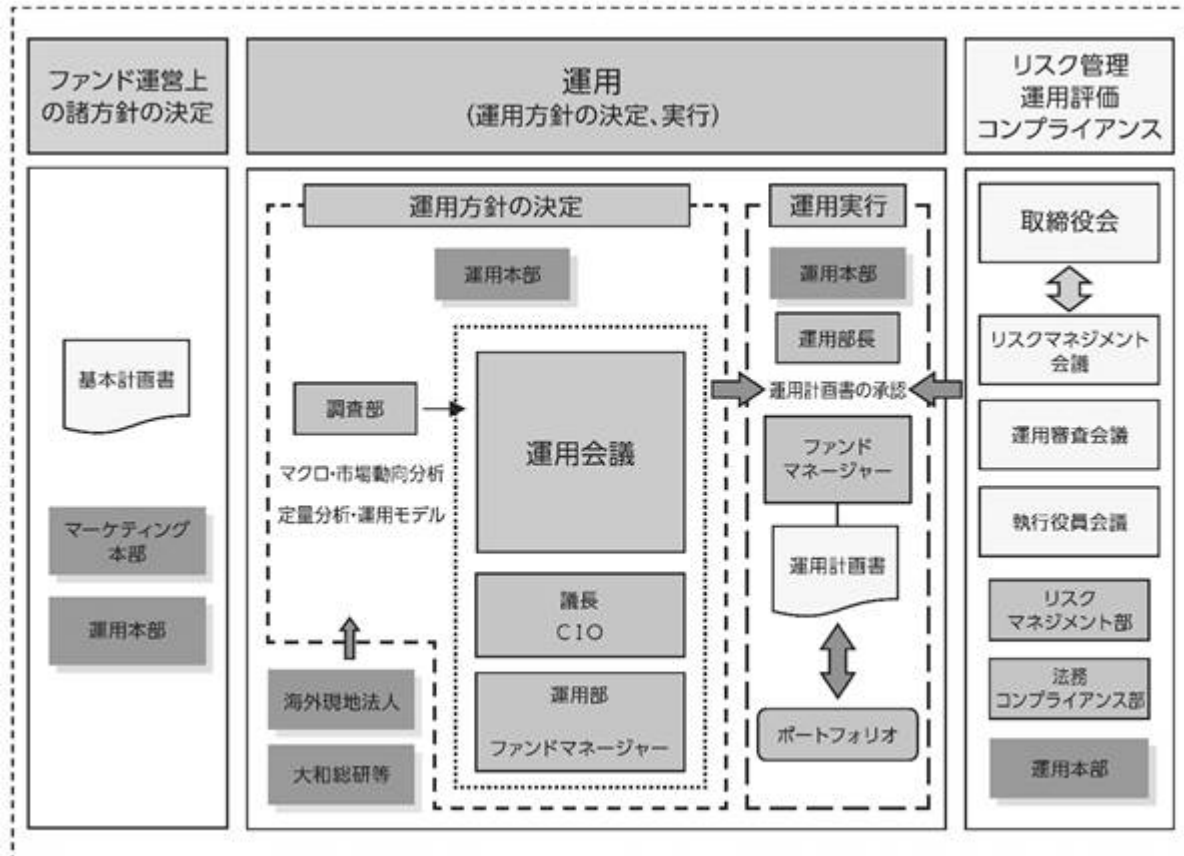 ファンド運営上
の諸方針の決定
運用
(運用方針の決定、実行)
リスク管理
運用評価
コンプライアンス
基本計画書
マーケティング
本部
運用本部
運用方針の決定
運用本部
調査部
マクロ・市場動向分析
定量分析・運用モデル
海外現地法人
大和総研等
運用会議
議長
CIO
運用部
ファンドマネージャー
運用実行
運用本部
運用部長
運用計画書の承認
ファンド
マネージャー
運用計画書
ポートフォリオ
取締役会
リスクマネジメント
会議
運用審査会議
執行役員会議
リスク
マネジメント部
法務
コンプライアンス部
運用本部